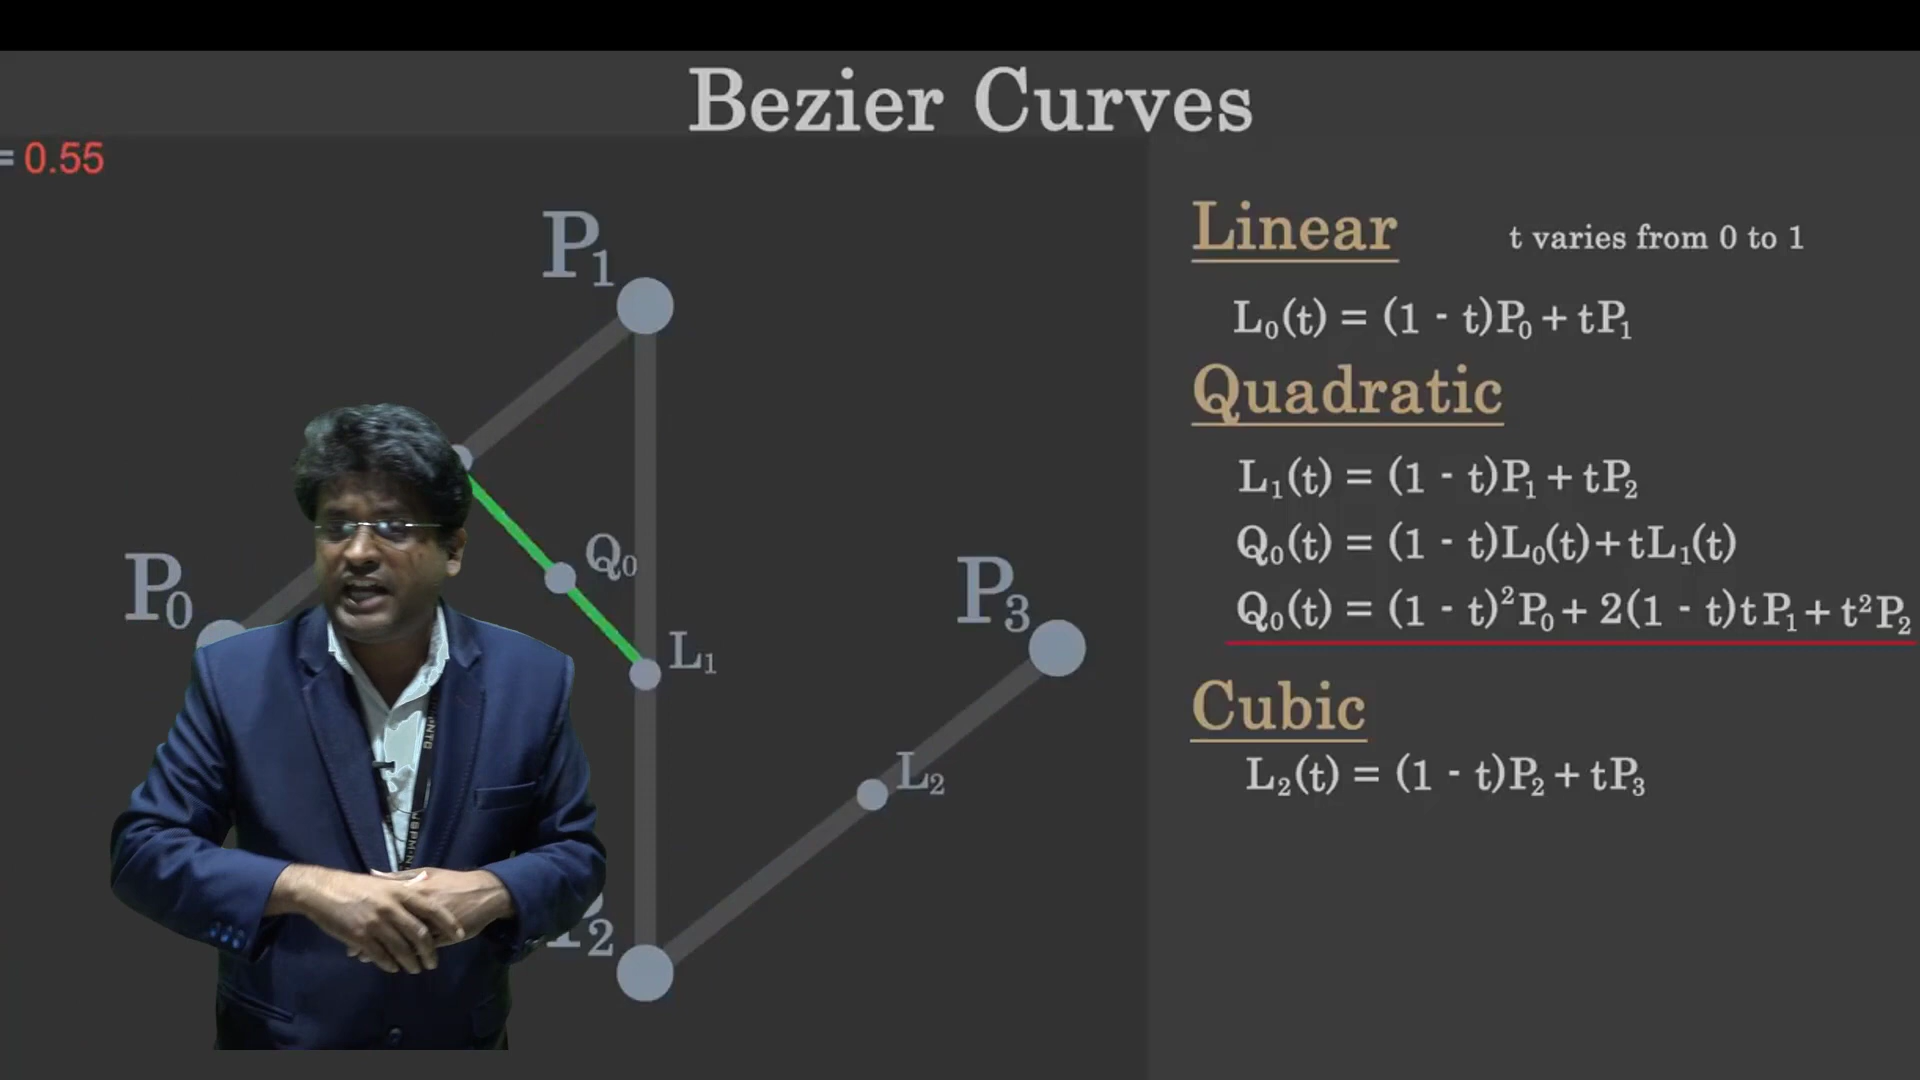 Bezier Curves
= 0.55
P₁
P₀
Q₀
L₁
P₃
L₂
P₂
Linear
t varies from 0 to 1
L₀(t) = (1 - t)P₀ + tP₁
Quadratic
L₁(t) = (1 - t)P₁ + tP₂
Q₀(t) = (1 - t)L₀(t) + tL₁(t)
Q₀(t) = (1 - t)²P₀ + 2(1 - t)tP₁ + t²P₂
Cubic
L₂(t) = (1 - t)P₂ + tP₃